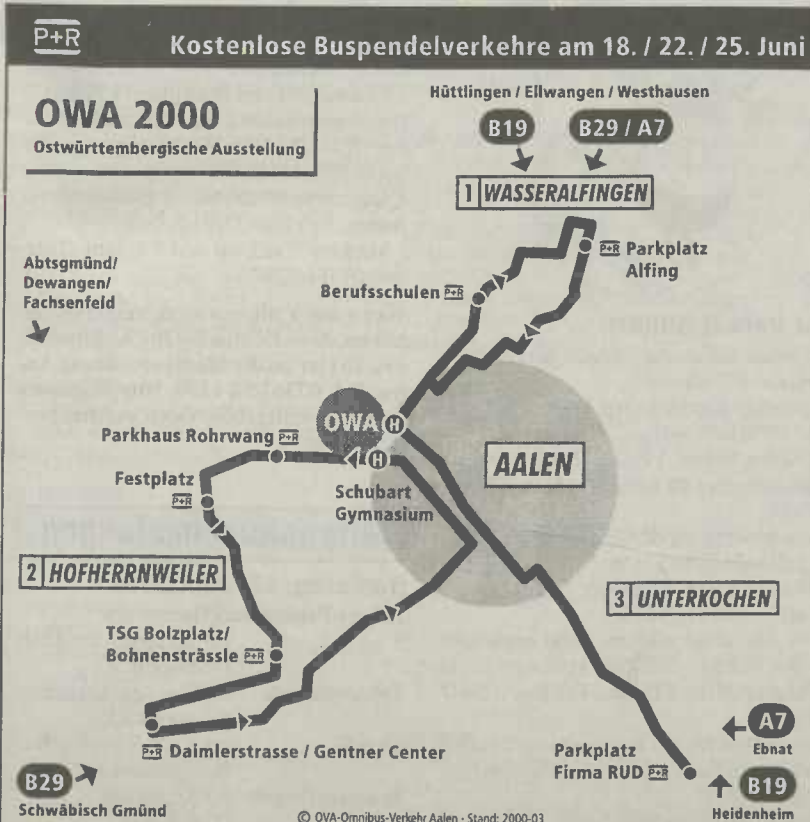 P+R
Kostenlose Buspendelverkehre am 18. / 22. / 25. Juni
OWA 2000
Ostwürttembergische Ausstellung
Hüttlingen / Ellwangen / Westhausen
B19
B29 / A7
1 WASSERALFINGEN
P+R Parkplatz
Alfing
Berufsschulen P+R
Abtsgmünd/
Dewangen/
Fachsenfeld
OWA H
AALEN
Parkhaus Rohrwang P+R
H
Festplatz
P+R
Schubart
Gymnasium
2 HOFHERRNWEILER
3 UNTERKOCHEN
TSG Bolzplatz/
Bohnensträssle P+R
P+R Daimlerstrasse / Gentner Center
Parkplatz
Firma RUD P+R
A7
Ebnat
B29
Schwäbisch Gmünd
B19
Heidenheim
© OVA-Omnibus-Verkehr Aalen · Stand: 2000-03